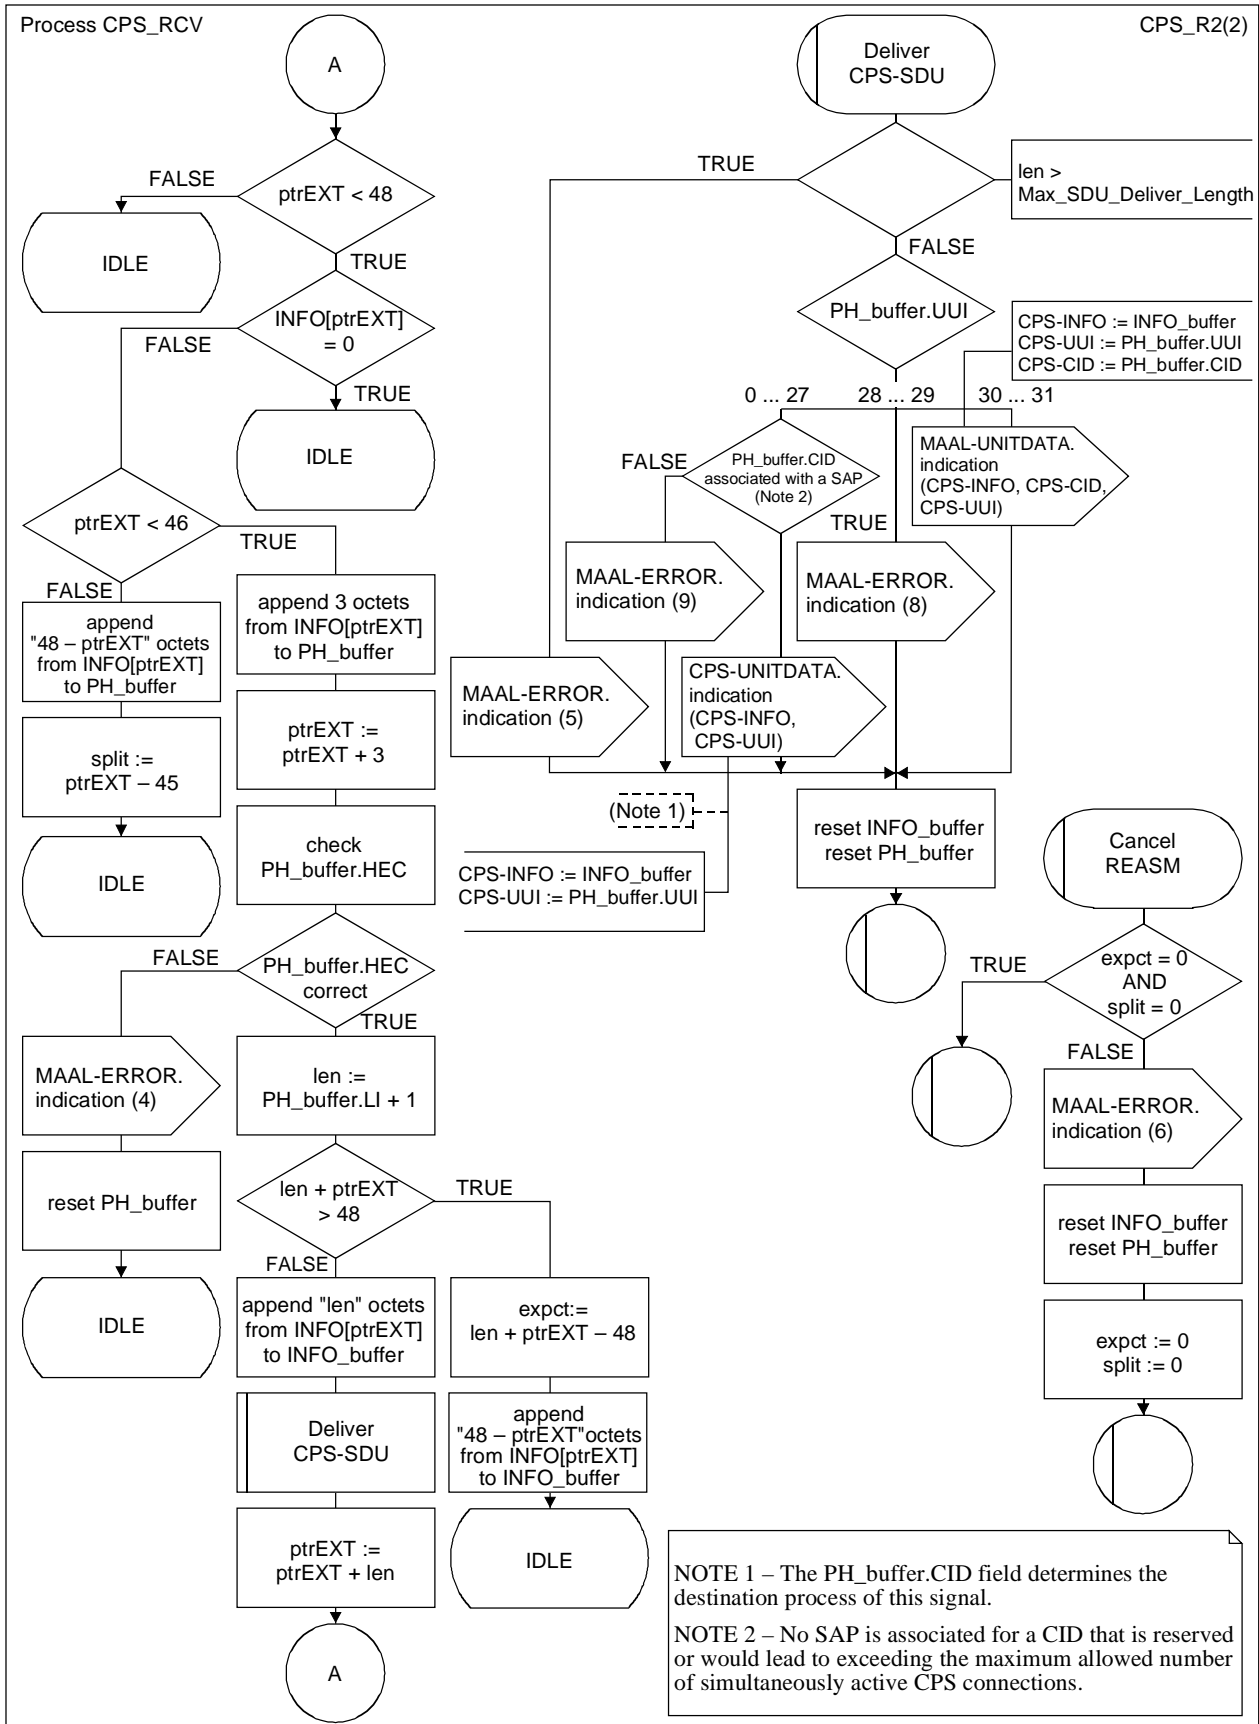 Process CPS_RCV
CPS_R2(2)
A
ptrEXT < 48
FALSE
IDLE
TRUE
INFO[ptrEXT]
= 0
FALSE
TRUE
IDLE
ptrEXT < 46
TRUE
FALSE
append
"48 – ptrEXT" octets
from INFO[ptrEXT]
to PH_buffer
split :=
ptrEXT – 45
IDLE
append 3 octets
from INFO[ptrEXT]
to PH_buffer
ptrEXT :=
ptrEXT + 3
check
PH_buffer.HEC
PH_buffer.HEC
correct
FALSE
TRUE
MAAL-ERROR.
indication (4)
reset PH_buffer
IDLE
len :=
PH_buffer.LI + 1
len + ptrEXT
> 48
TRUE
FALSE
append "len" octets
from INFO[ptrEXT]
to INFO_buffer
Deliver
CPS-SDU
ptrEXT :=
ptrEXT + len
A
expct:=
len + ptrEXT – 48
append
"48 – ptrEXT"octets
from INFO[ptrEXT]
to INFO_buffer
IDLE
Deliver
CPS-SDU
TRUE
len >
Max_SDU_Deliver_Length
FALSE
PH_buffer.UUI
CPS-INFO := INFO_buffer
CPS-UUI := PH_buffer.UUI
CPS-CID := PH_buffer.CID
0 ... 27
28 ... 29
30 ... 31
FALSE
PH_buffer.CID
associated with a SAP
(Note 2)
TRUE
MAAL-UNITDATA.
indication
(CPS-INFO, CPS-CID,
CPS-UUI)
MAAL-ERROR.
indication (9)
MAAL-ERROR.
indication (8)
MAAL-ERROR.
indication (5)
CPS-UNITDATA.
indication
(CPS-INFO,
CPS-UUI)
(Note 1)
CPS-INFO := INFO_buffer
CPS-UUI := PH_buffer.UUI
reset INFO_buffer
reset PH_buffer
Cancel
REASM
expct = 0
AND
split = 0
TRUE
FALSE
MAAL-ERROR.
indication (6)
reset INFO_buffer
reset PH_buffer
expct := 0
split := 0
NOTE 1 – The PH_buffer.CID field determines the
destination process of this signal.
NOTE 2 – No SAP is associated for a CID that is reserved
or would lead to exceeding the maximum allowed number
of simultaneously active CPS connections.